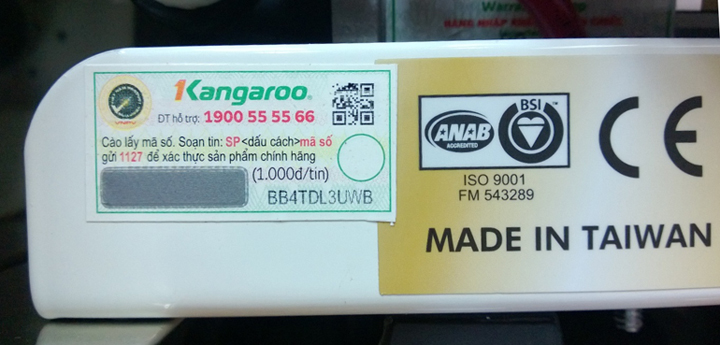 Kangaroo
ĐT hỗ trợ: 1900 55 55 66
Cào lấy mã số. Soạn tin: SP<dấu cách>mã số
gửi 1127 để xác thực sản phẩm chính hãng
(1.000đ/tin)
BB4TDL3UWB
ANAB
ACCREDITED
BSI
CE
ISO 9001
FM 543289
MADE IN TAIWAN